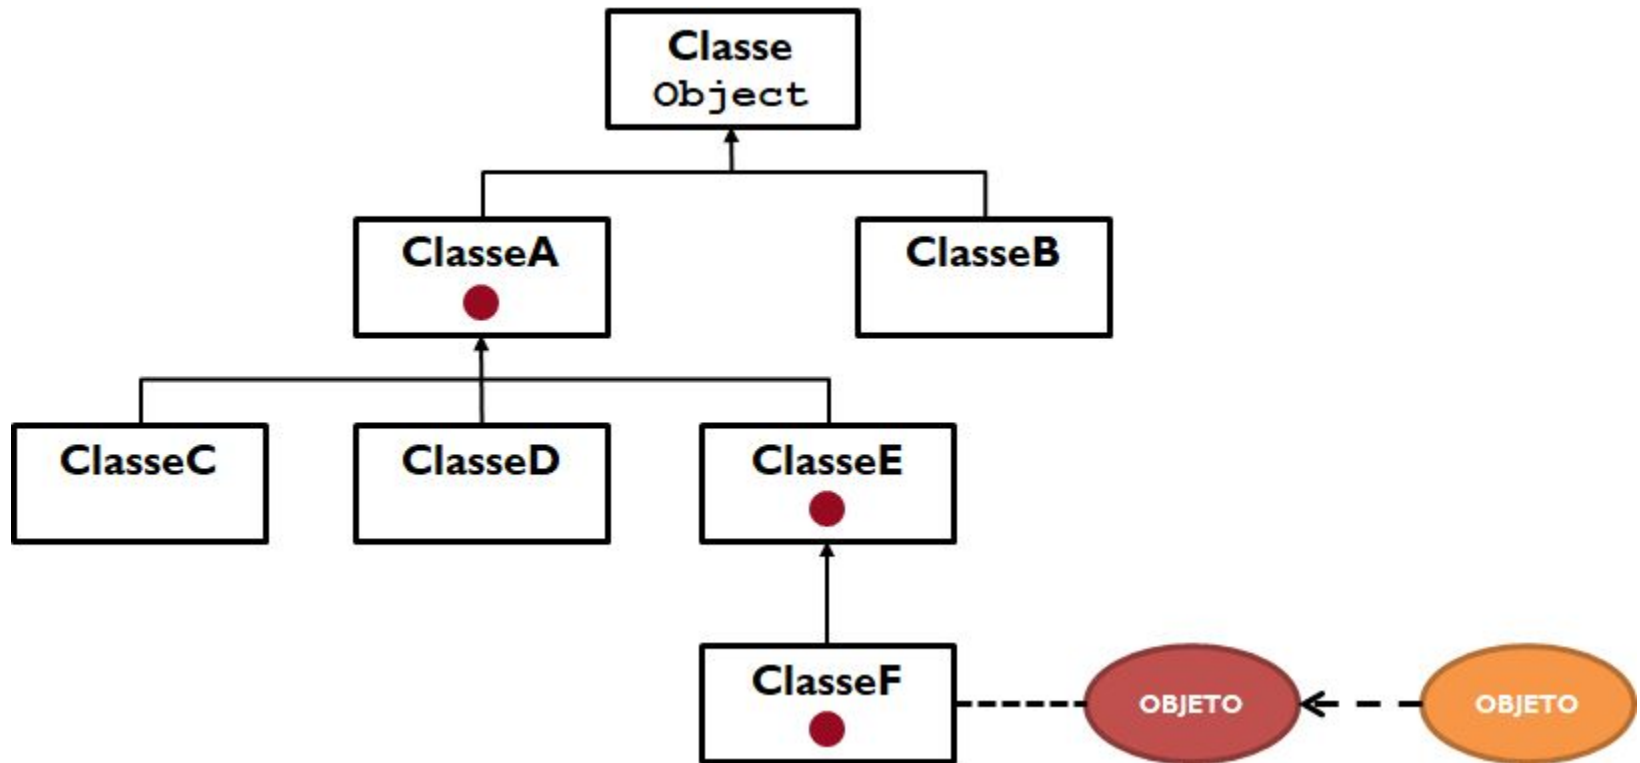 Classe
Object
ClasseA
ClasseB
ClasseC
ClasseD
ClasseE
ClasseF
OBJETO
OBJETO